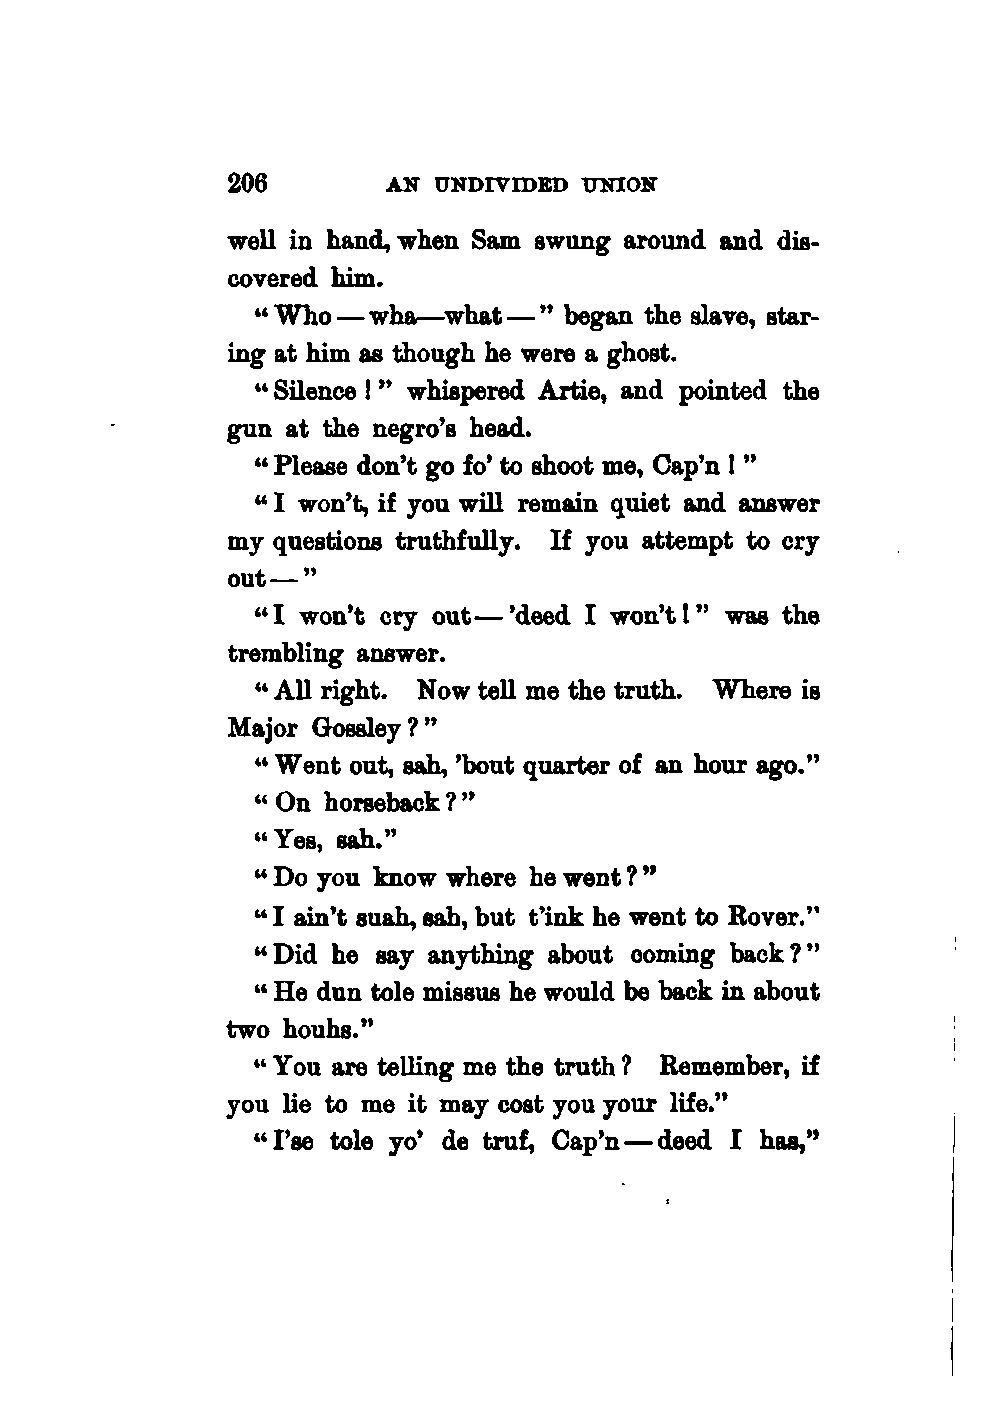 206 AN UNDIVIDED UNION
well in hand, when Sam swung around and dis-
covered him.
“Who—wha—what—” began the slave, star-
ing at him as though he were a ghost.
“Silence!” whispered Artie, and pointed the
gun at the negro’s head.
“Please don’t go fo’ to shoot me, Cap’n!”
“I won’t, if you will remain quiet and answer
my questions truthfully. If you attempt to cry
out—”
“I won’t cry out—’deed I won’t!” was the
trembling answer.
“All right. Now tell me the truth. Where is
Major Gossley?”
“Went out, sah, ’bout quarter of an hour ago.”
“On horseback?”
“Yes, sah.”
“Do you know where he went?”
“I ain’t suah, sah, but t’ink he went to Rover.”
“Did he say anything about coming back?”
“He dun tole missus he would be back in about
two houhs.”
“You are telling me the truth? Remember, if
you lie to me it may cost you your life.”
“I’se tole yo’ de truf, Cap’n—deed I has,”